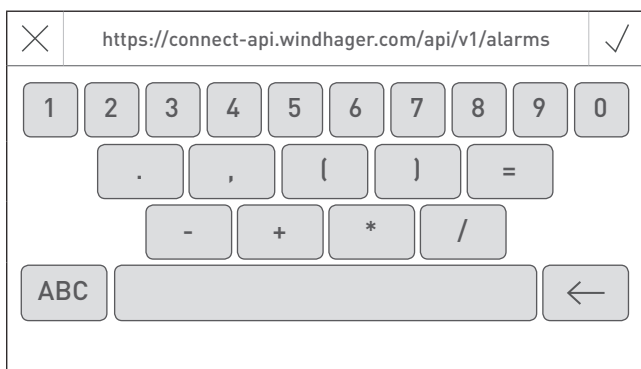 https://connect-api.windhager.com/api/v1/alarms
1 2 3 4 5 6 7 8 9 0
. , ( ) =
- + * /
ABC